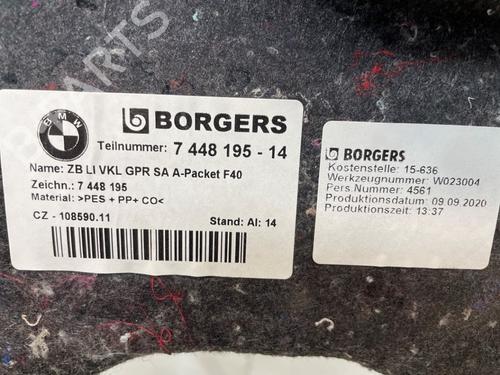 BMW
BORGERS
Teilnummer: 7 448 195 - 14
Name: ZB LI VKL GPR SA A-Packet F40
Zeichn.: 7 448 195
Material: >PES + PP+ CO<
CZ - 108590.11
Stand: AI: 14
BORGERS
Kostenstelle: 15-636
Werkzeugnummer: W023004
Pers.Nummer: 4561
Produktionsdatum: 09.09.2020
Produktionszeit: 13:37
PARTS